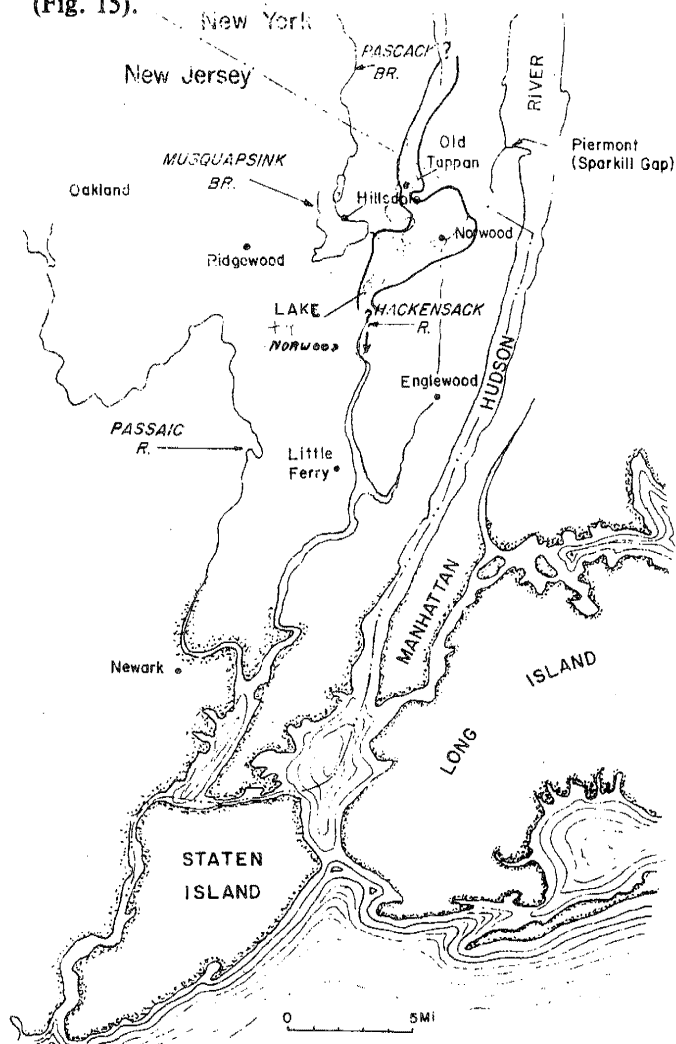 (Fig. 15).
New York
New Jersey
PASCACK
BR.
?
RIVER
Piermont
(Sparkill Gap)
Old
Tappan
MUSQUAPSINK
BR.
Oakland
Hillsdale
Norwood
Ridgewood
LAKE
NORWOOD
?
HACKENSACK
R.
HUDSON
Englewood
PASSAIC
R.
Little
Ferry
MANHATTAN
Newark
LONG
ISLAND
STATEN
ISLAND
0 5MI